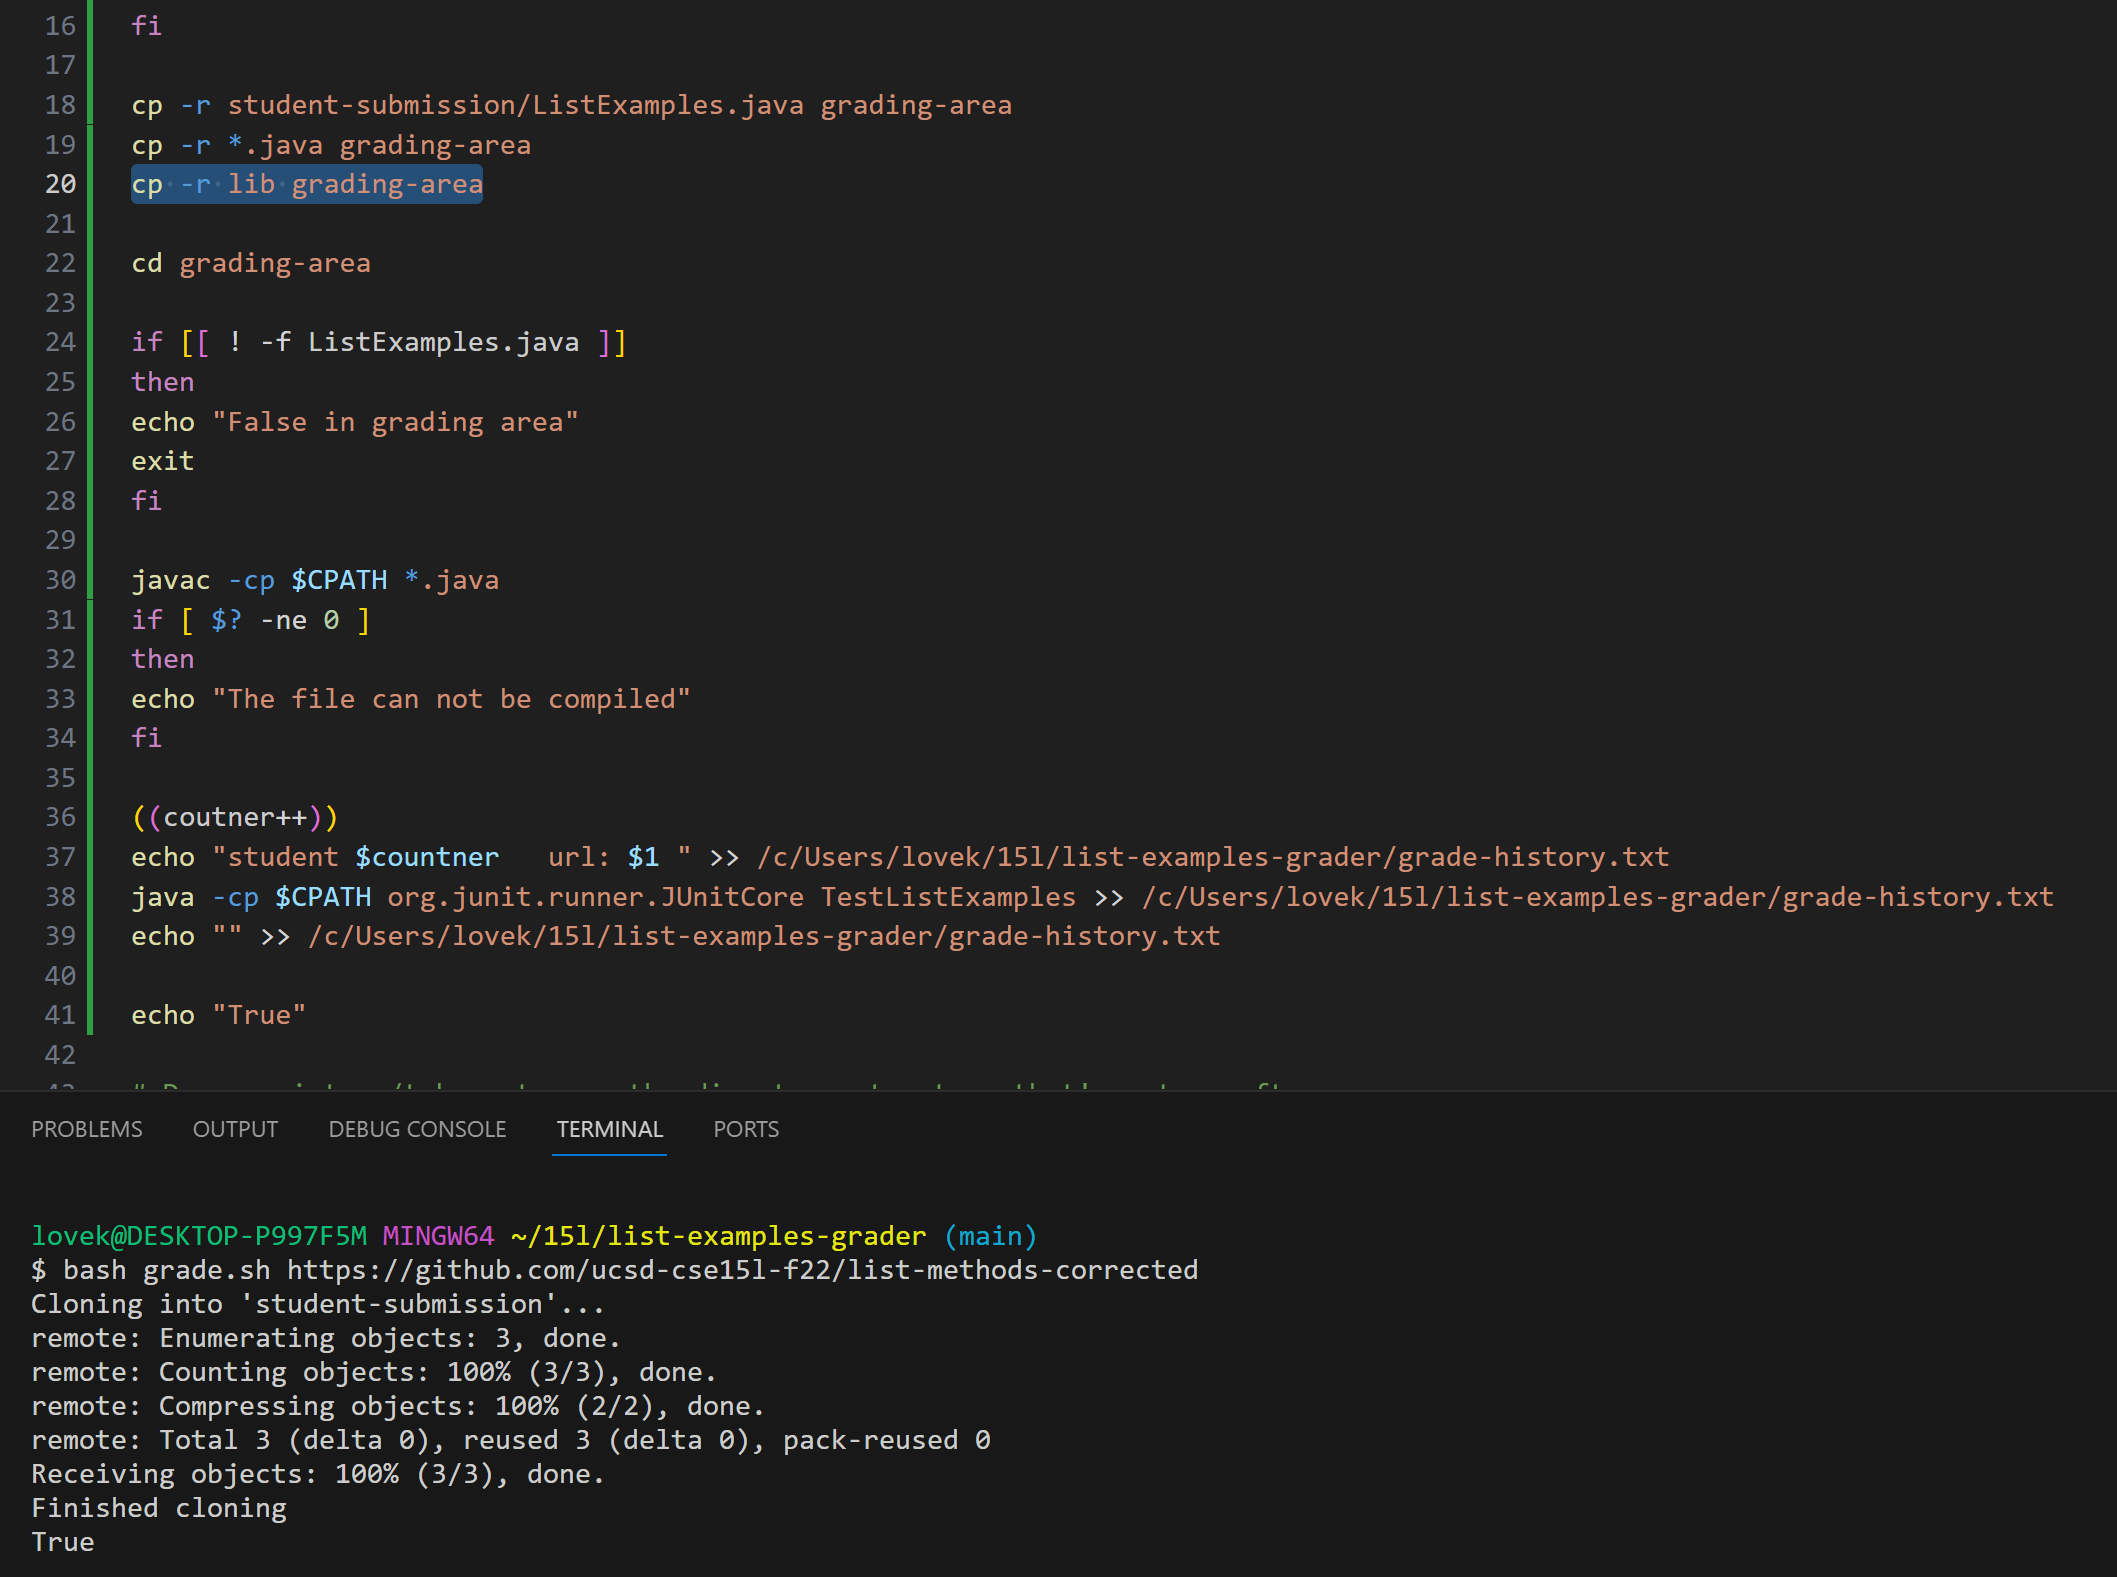 16 fi
17
18 cp -r student-submission/ListExamples.java grading-area
19 cp -r *.java grading-area
20 cp -r lib grading-area
21
22 cd grading-area
23
24 if [[ ! -f ListExamples.java ]]
25 then
26 echo "False in grading area"
27 exit
28 fi
29
30 javac -cp $CPATH *.java
31 if [ $? -ne 0 ]
32 then
33 echo "The file can not be compiled"
34 fi
35
36 ((coutner++))
37 echo "student $countner   url: $1 " >> /c/Users/lovek/15l/list-examples-grader/grade-history.txt
38 java -cp $CPATH org.junit.runner.JUnitCore TestListExamples >> /c/Users/lovek/15l/list-examples-grader/grade-history.txt
39 echo "" >> /c/Users/lovek/15l/list-examples-grader/grade-history.txt
40
41 echo "True"
42
PROBLEMS OUTPUT DEBUG CONSOLE TERMINAL PORTS
lovek@DESKTOP-P997F5M MINGW64 ~/15l/list-examples-grader (main)
$ bash grade.sh https://github.com/ucsd-cse15l-f22/list-methods-corrected
Cloning into 'student-submission'...
remote: Enumerating objects: 3, done.
remote: Counting objects: 100% (3/3), done.
remote: Compressing objects: 100% (2/2), done.
remote: Total 3 (delta 0), reused 3 (delta 0), pack-reused 0
Receiving objects: 100% (3/3), done.
Finished cloning
True